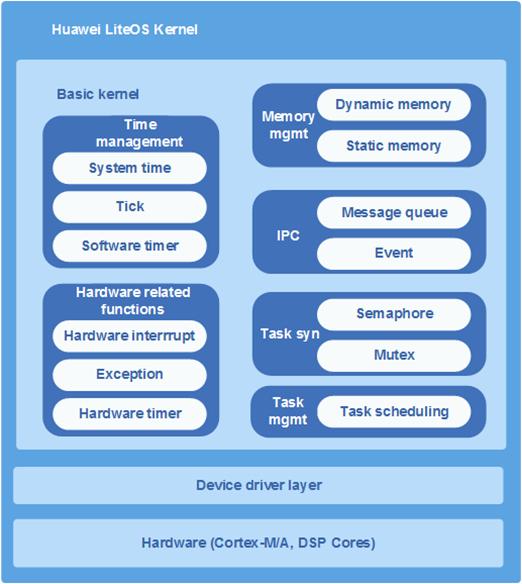 Huawei LiteOS Kernel
Basic kernel
Time
management
System time
Tick
Software timer
Hardware related
functions
Hardware interrrupt
Exception
Hardware timer
Memory
mgmt
Dynamic memory
Static memory
IPC
Message queue
Event
Task syn
Semaphore
Mutex
Task
mgmt
Task scheduling
Device driver layer
Hardware (Cortex-M/A, DSP Cores)